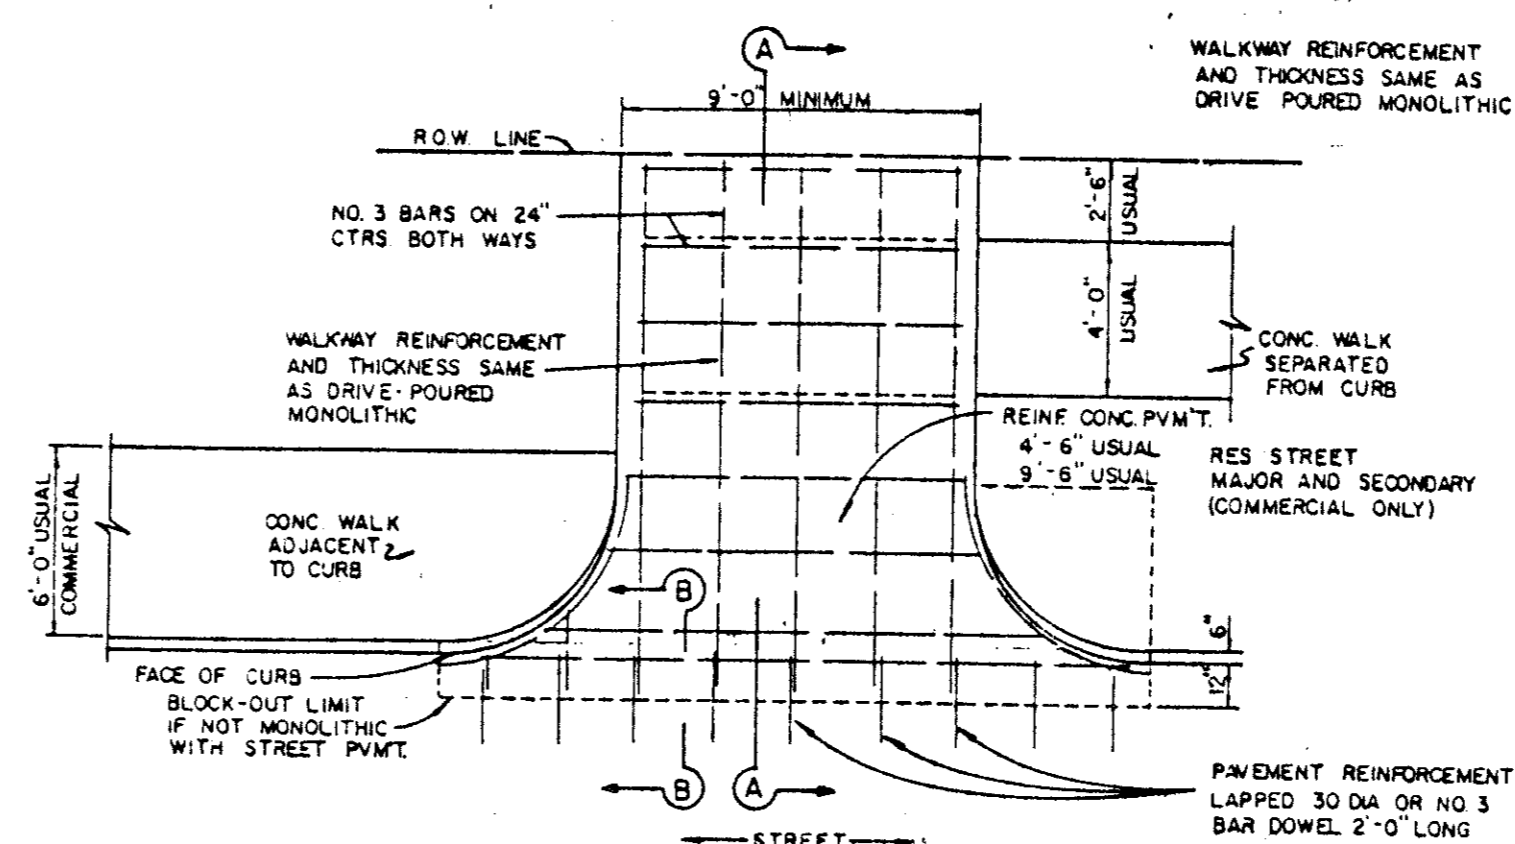 A
9'-0" MINIMUM
WALKWAY REINFORCEMENT
AND THICKNESS SAME AS
DRIVE POURED MONOLITHIC
R.O.W. LINE
2'-6"
USUAL
NO. 3 BARS ON 24"
CTRS. BOTH WAYS
4'-0"
USUAL
WALKWAY REINFORCEMENT
AND THICKNESS SAME
AS DRIVE-POURED
MONOLITHIC
CONC. WALK
SEPARATED
FROM CURB
REINF. CONC. PVM'T.
4'-6" USUAL
9'-6" USUAL
RES STREET
MAJOR AND SECONDARY
(COMMERCIAL ONLY)
6'-0" USUAL
COMMERCIAL
CONC. WALK
ADJACENT
TO CURB
B
6"
12"
FACE OF CURB
BLOCK-OUT LIMIT
IF NOT MONOLITHIC
WITH STREET PVMT.
B
A
PAVEMENT REINFORCEMENT
LAPPED 30 DIA OR NO. 3
BAR DOWEL 2'-0" LONG
STREET